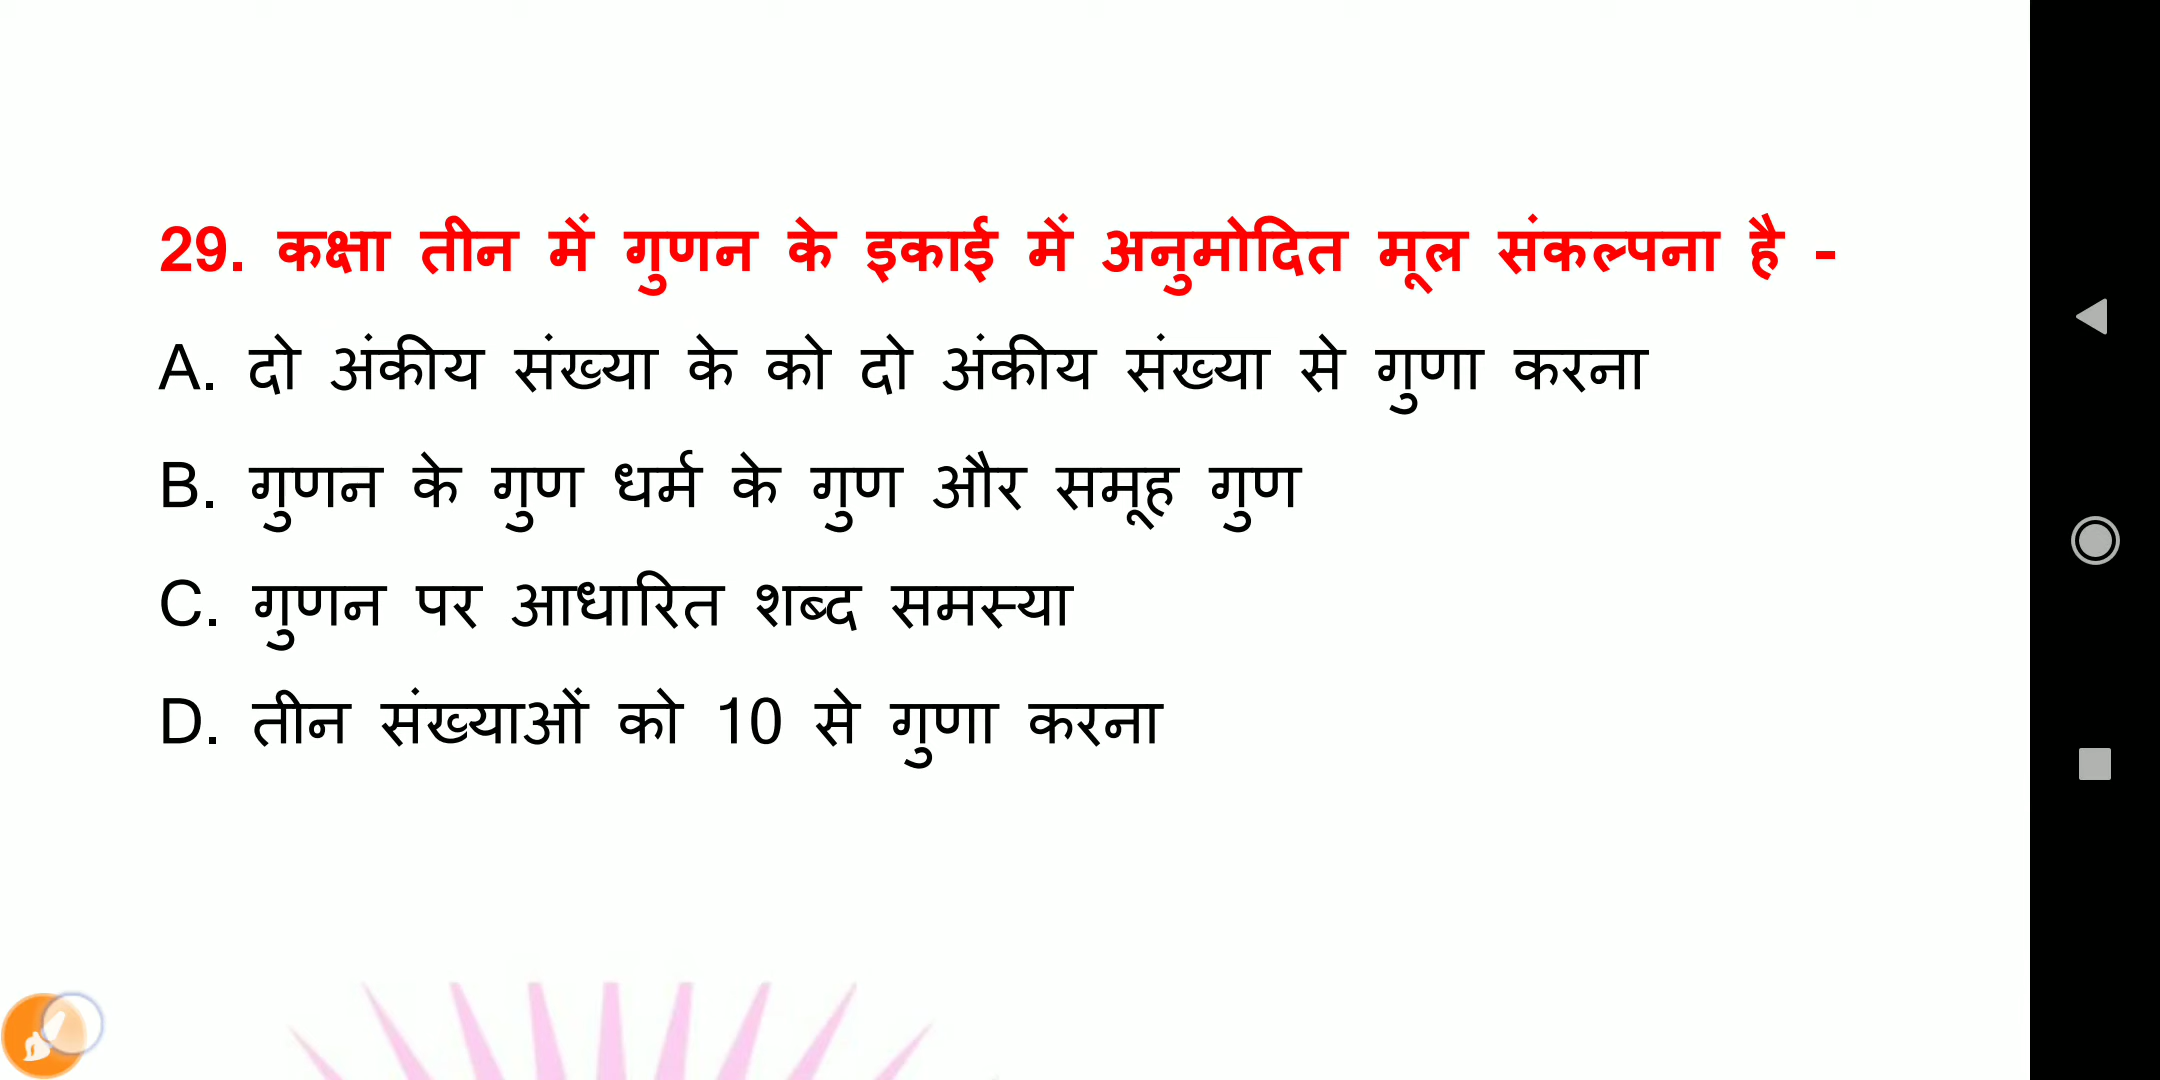 29. कक्षा तीन में गुणन के इकाई में अनुमोदित मूल संकल्पना है -
A. दो अंकीय संख्या के को दो अंकीय संख्या से गुणा करना
B. गुणन के गुण धर्म के गुण और समूह गुण
C. गुणन पर आधारित शब्द समस्या
D. तीन संख्याओं को 10 से गुणा करना